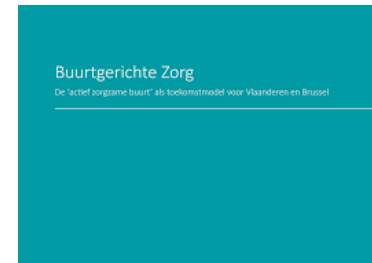 Buurtgerichte Zorg
De "actief zorgzame buurt" als toekomstmodel voor Vlaanderen en Brussel